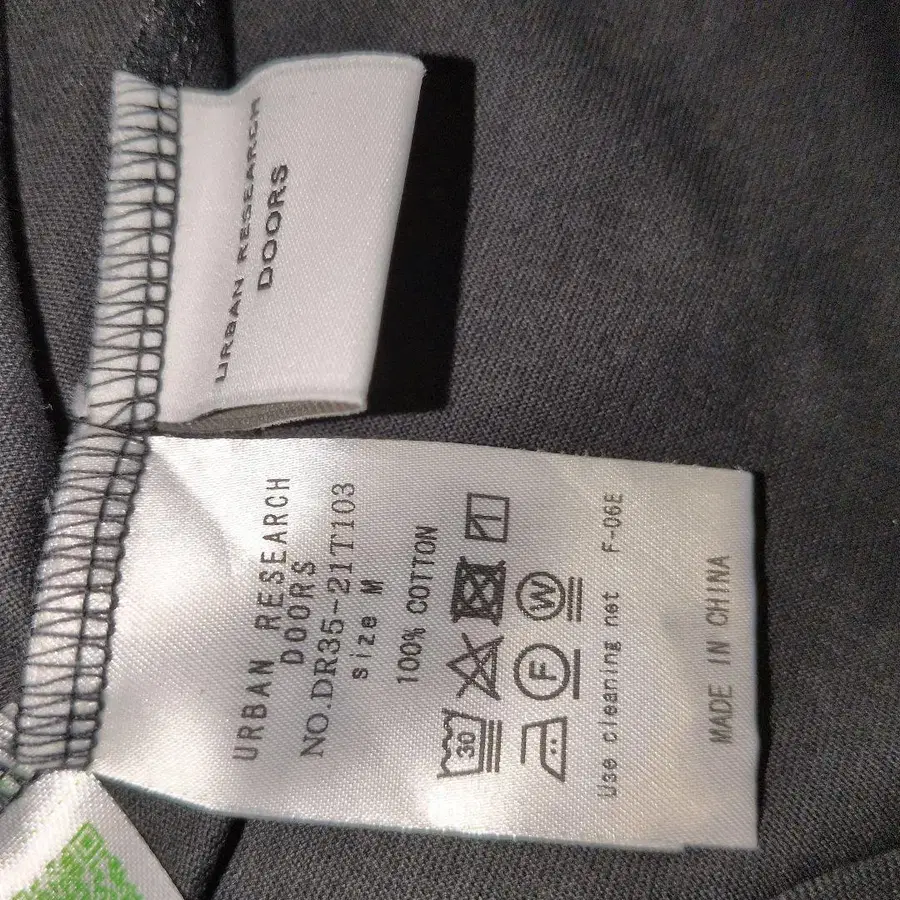 URBAN RESEARCH
DOORS
URBAN RESEARCH
DOORS
NO.DR35-21T103
size M
100% COTTON
30
F W
Use cleaning net F-06E
MADE IN CHINA